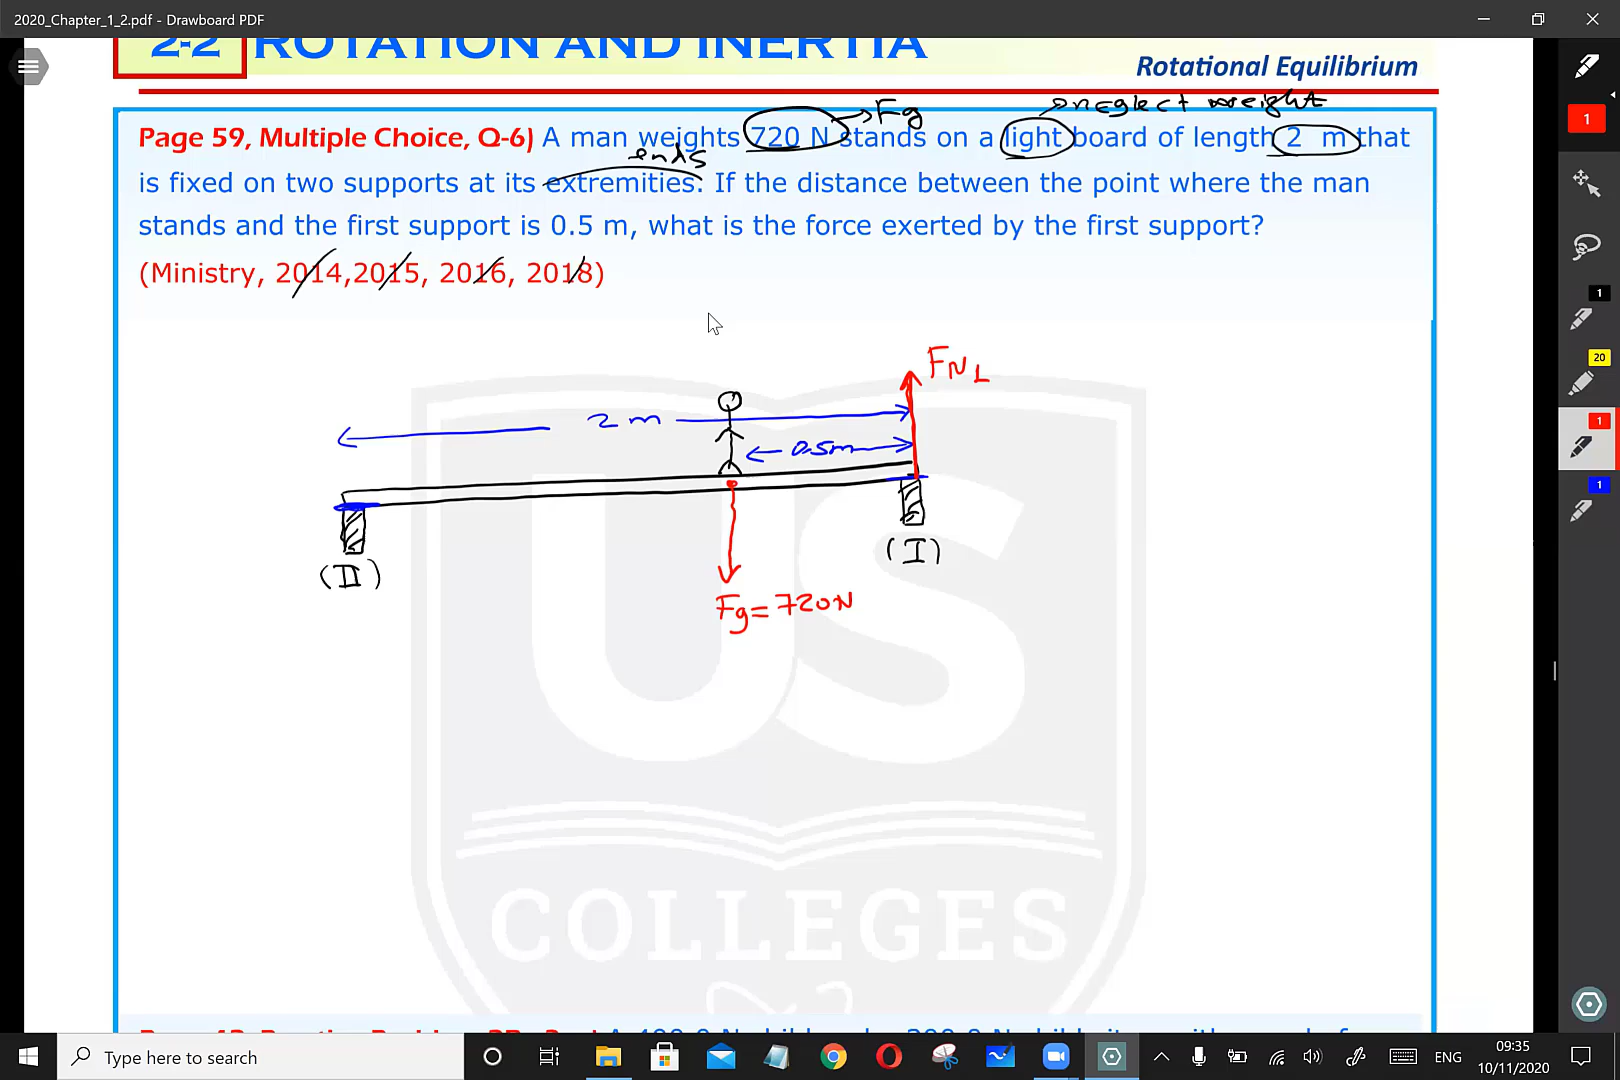 2020_Chapter_1_2.pdf - Drawboard PDF
2.2 ROTATION AND INERTIA
Rotational Equilibrium
→ Fg
→ neglect weight
Page 59, Multiple Choice, Q-6) A man weights 720 N stands on a light board of length 2 m that
ends
is fixed on two supports at its extremities. If the distance between the point where the man
stands and the first support is 0.5 m, what is the force exerted by the first support?
(Ministry, 2014,2015, 2016, 2018)
FN1
2 m
0.5m
(II)
(I)
Fg = 720N
US
COLLEGES
1
1
20
1
1
Type here to search
ENG
09:35
10/11/2020